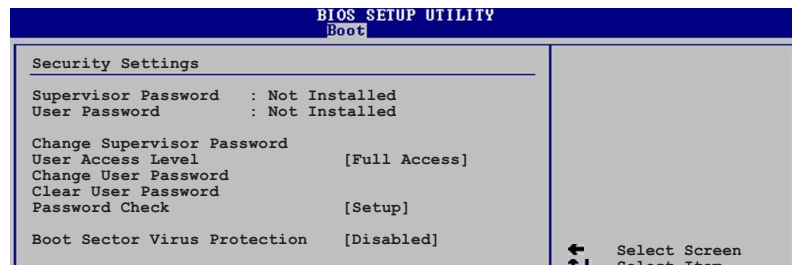 BIOS SETUP UTILITY
Boot
Security Settings
Supervisor Password : Not Installed
User Password : Not Installed
Change Supervisor Password
User Access Level [Full Access]
Change User Password
Clear User Password
Password Check [Setup]
Boot Sector Virus Protection [Disabled]
← Select Screen
Select Item